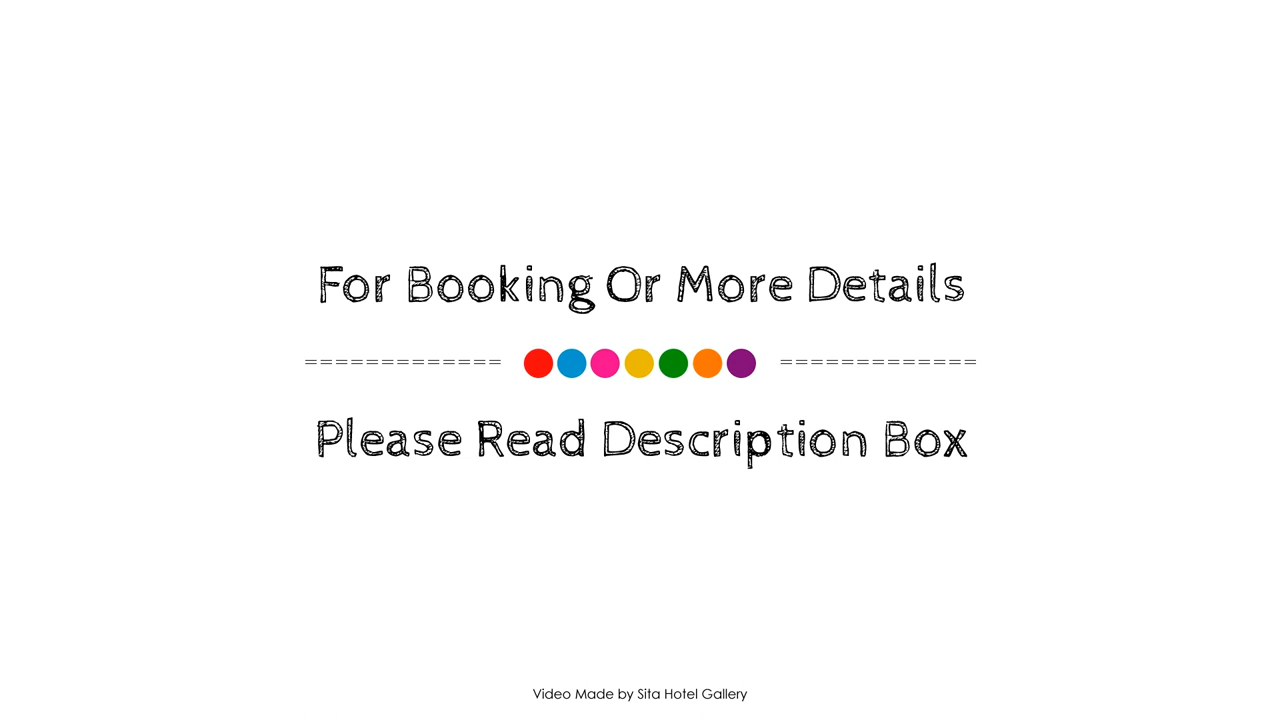 For Booking Or More Details
============= =============
Please Read Description Box
Video Made by Sita Hotel Gallery